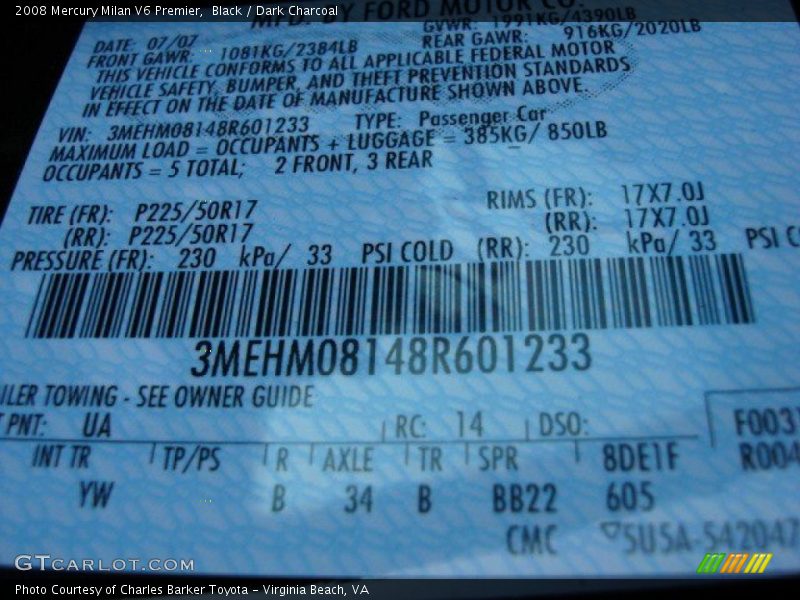 2008 Mercury Milan V6 Premier,  Black / Dark Charcoal
MFD. BY FORD MOTOR CO.
DATE: 07/07 GVWR: 1991KG/4390LB
FRONT GAWR: 1081KG/2384LB REAR GAWR: 916KG/2020LB
THIS VEHICLE CONFORMS TO ALL APPLICABLE FEDERAL MOTOR
VEHICLE SAFETY, BUMPER, AND THEFT PREVENTION STANDARDS
IN EFFECT ON THE DATE OF MANUFACTURE SHOWN ABOVE.
VIN: 3MEHM08148R601233 TYPE: Passenger Car
MAXIMUM LOAD = OCCUPANTS + LUGGAGE = 385KG/ 850LB
OCCUPANTS = 5 TOTAL; 2 FRONT, 3 REAR
TIRE (FR): P225/50R17 RIMS (FR): 17X7.0J
(RR): P225/50R17 (RR): 17X7.0J
PRESSURE (FR): 230 kPa/ 33 PSI COLD (RR): 230 kPa/ 33 PSI C
3MEHM08148R601233
ILER TOWING - SEE OWNER GUIDE
PNT: UA RC: 14 DSO: F003
INT TR TP/PS R AXLE TR SPR 8DE1F R004
YW B 34 B BB22 605
CMC ▽SUSA-542047
GTCARLOT.COM
Photo Courtesy of Charles Barker Toyota - Virginia Beach, VA